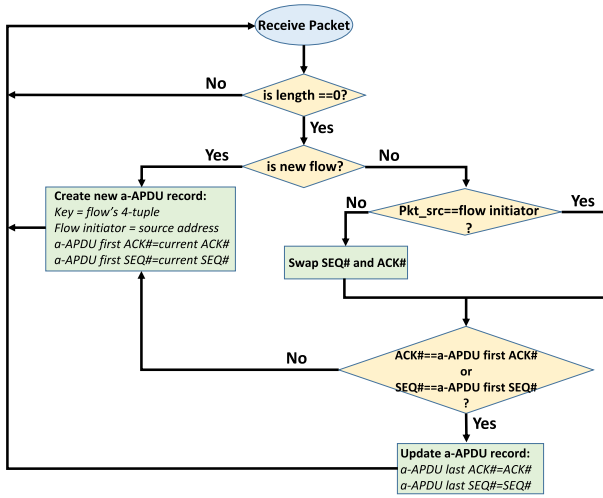 Receive Packet
No
is length ==0?
Yes
Yes
is new flow?
No
Create new a-APDU record:
Key = flow's 4-tuple
Flow initiator = source address
a-APDU first ACK#=current ACK#
a-APDU first SEQ#=current SEQ#
No
Pkt_src==flow initiator
?
Yes
Swap SEQ# and ACK#
No
ACK#==a-APDU first ACK#
or
SEQ#==a-APDU first SEQ#
?
Yes
Update a-APDU record:
a-APDU last ACK#=ACK#
a-APDU last SEQ#=SEQ#